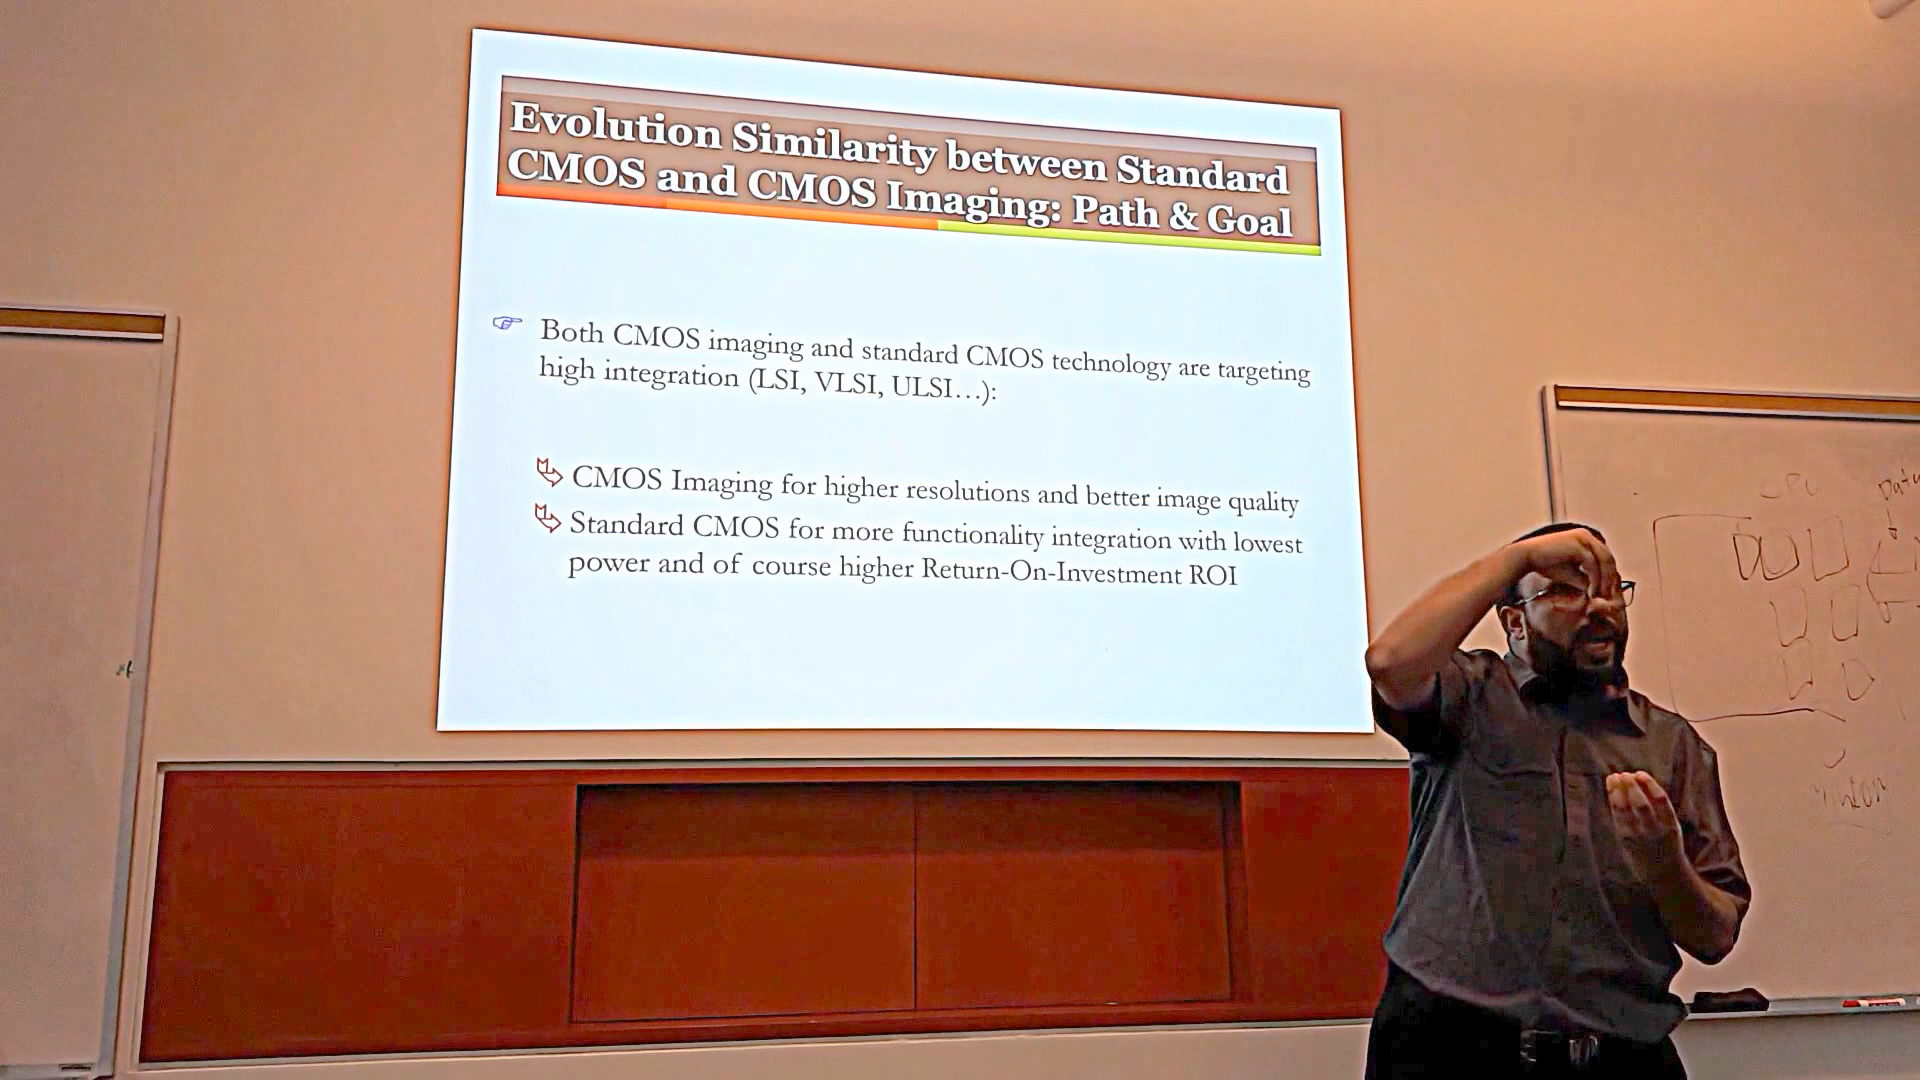 Evolution Similarity between Standard
CMOS and CMOS Imaging: Path & Goal
Both CMOS imaging and standard CMOS technology are targeting
high integration (LSI, VLSI, ULSI…):
CMOS Imaging for higher resolutions and better image quality
Standard CMOS for more functionality integration with lowest
power and of course higher Return-On-Investment ROI
CPU